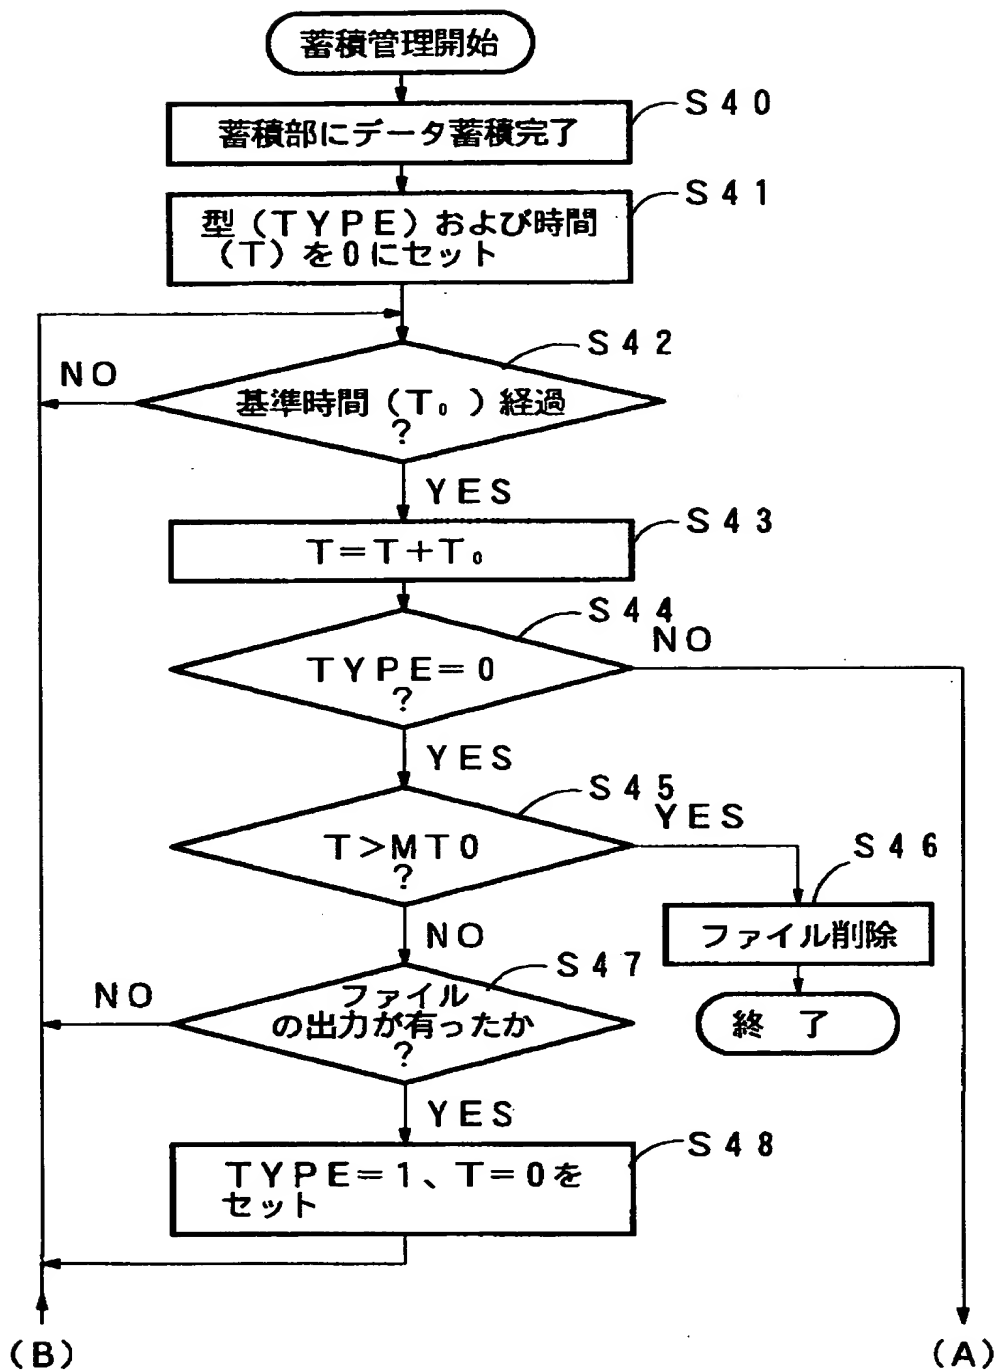 蓄積管理開始
S40
蓄積部にデータ蓄積完了
S41
型(TYPE)および時間
(T)を0にセット
S42
NO
基準時間(T₀)経過
?
YES
S43
T=T+T₀
S44
NO
TYPE=0
?
YES
S45
YES
T>MT0
?
S46
ファイル削除
NO
S47
NO
ファイル
の出力が有ったか
?
終 了
YES
S48
TYPE=1、T=0を
セット
(B)
(A)